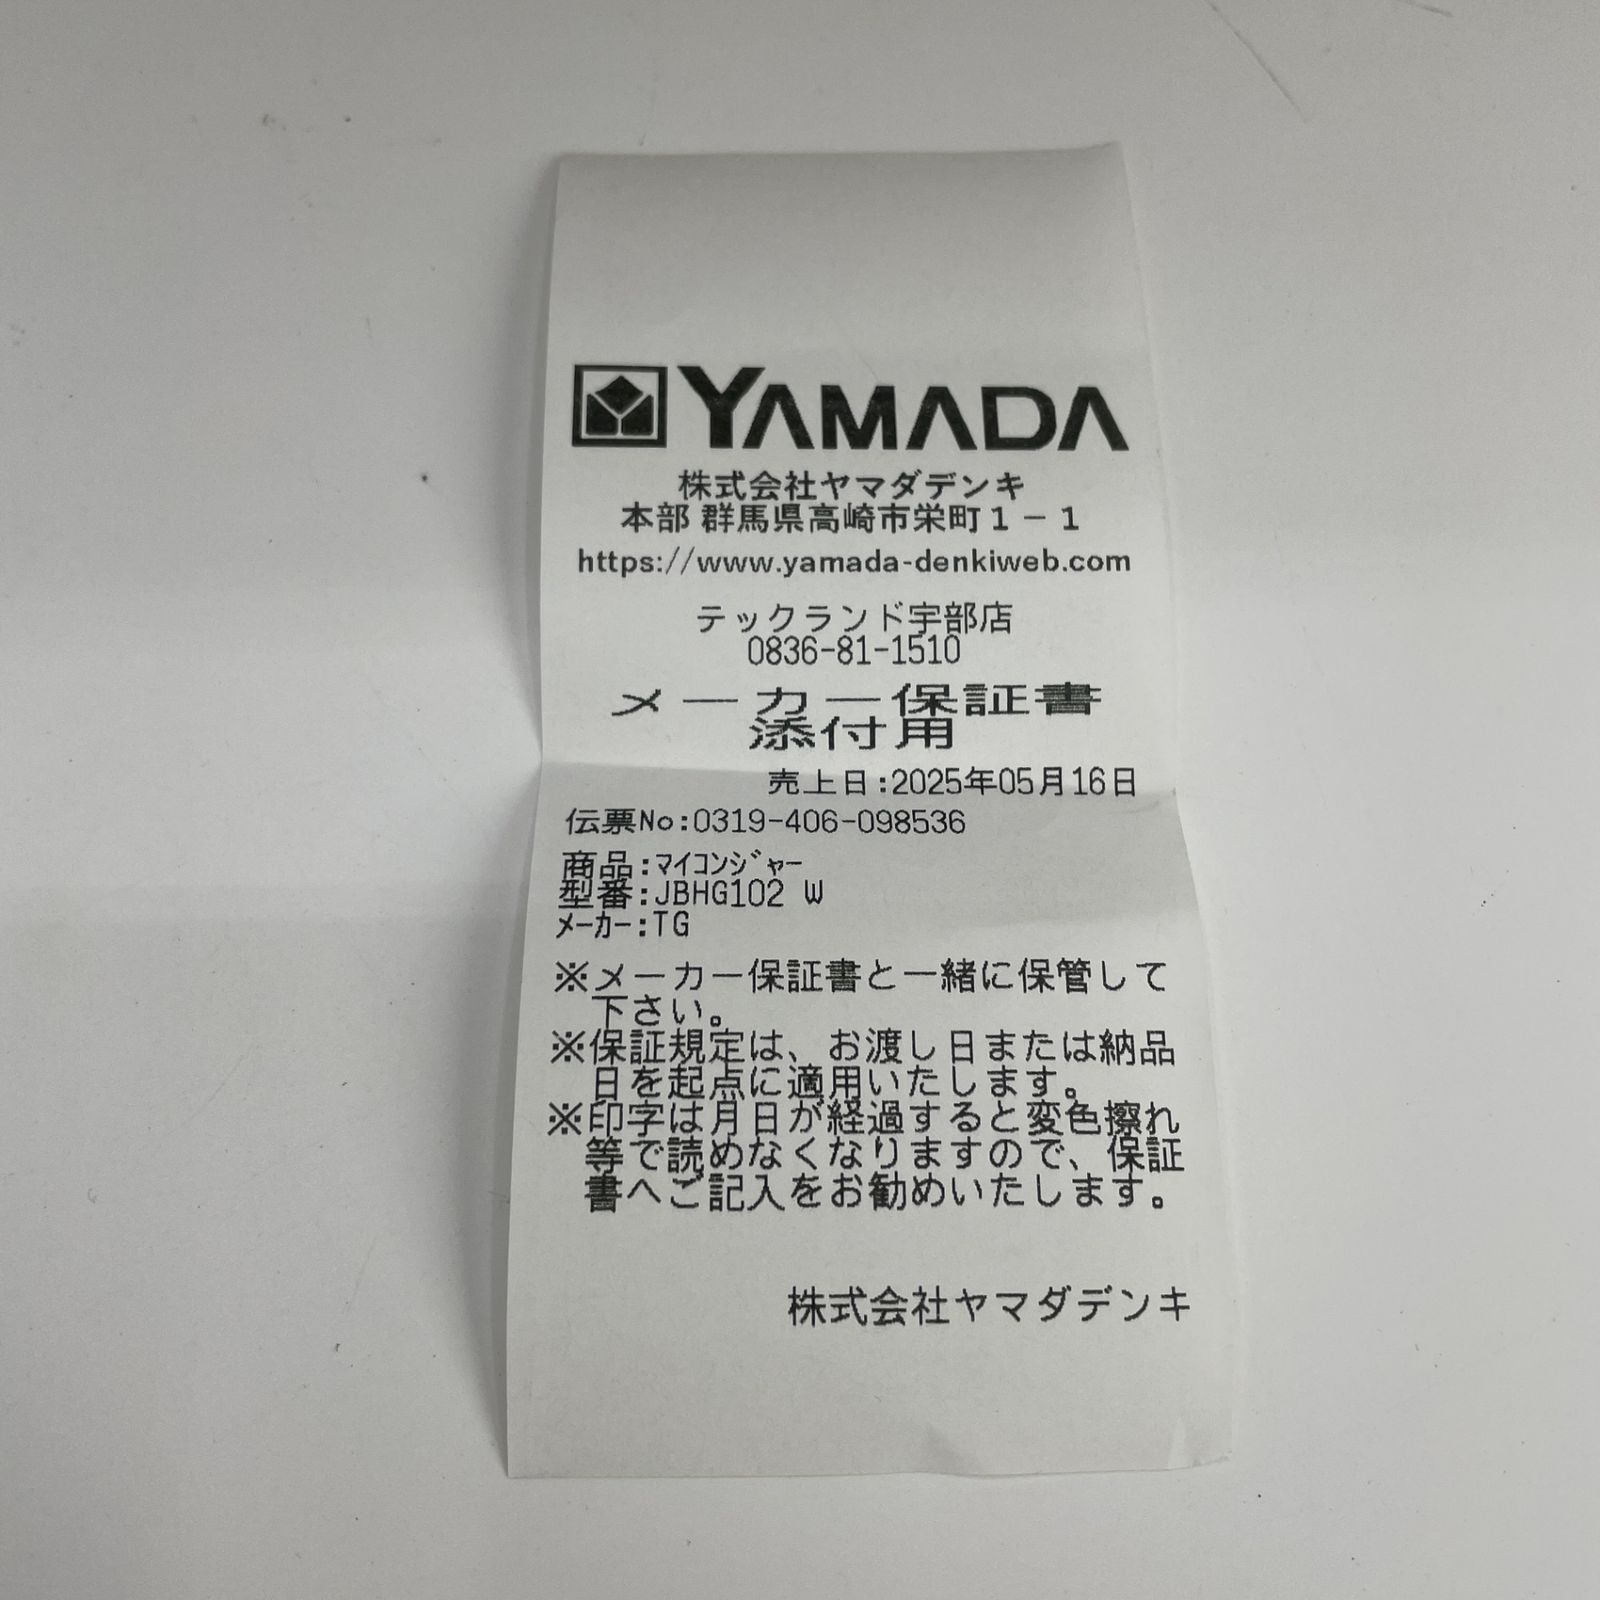 YAMADA
株式会社ヤマダデンキ
本部 群馬県高崎市栄町1-1
https://www.yamada-denkiweb.com
テックランド宇部店
0836-81-1510
メーカー保証書
添付用
売上日:2025年05月16日
伝票No:0319-406-098536
商品:ﾏｲｺﾝｼﾞｬｰ
型番:JBHG102 W
ﾒｰｶｰ:TG
※メーカー保証書と一緒に保管して
下さい。
※保証規定は、お渡し日または納品
日を起点に適用いたします。
※印字は月日が経過すると変色擦れ
等で読めなくなりますので、保証
書へご記入をお勧めいたします。
株式会社ヤマダデンキ